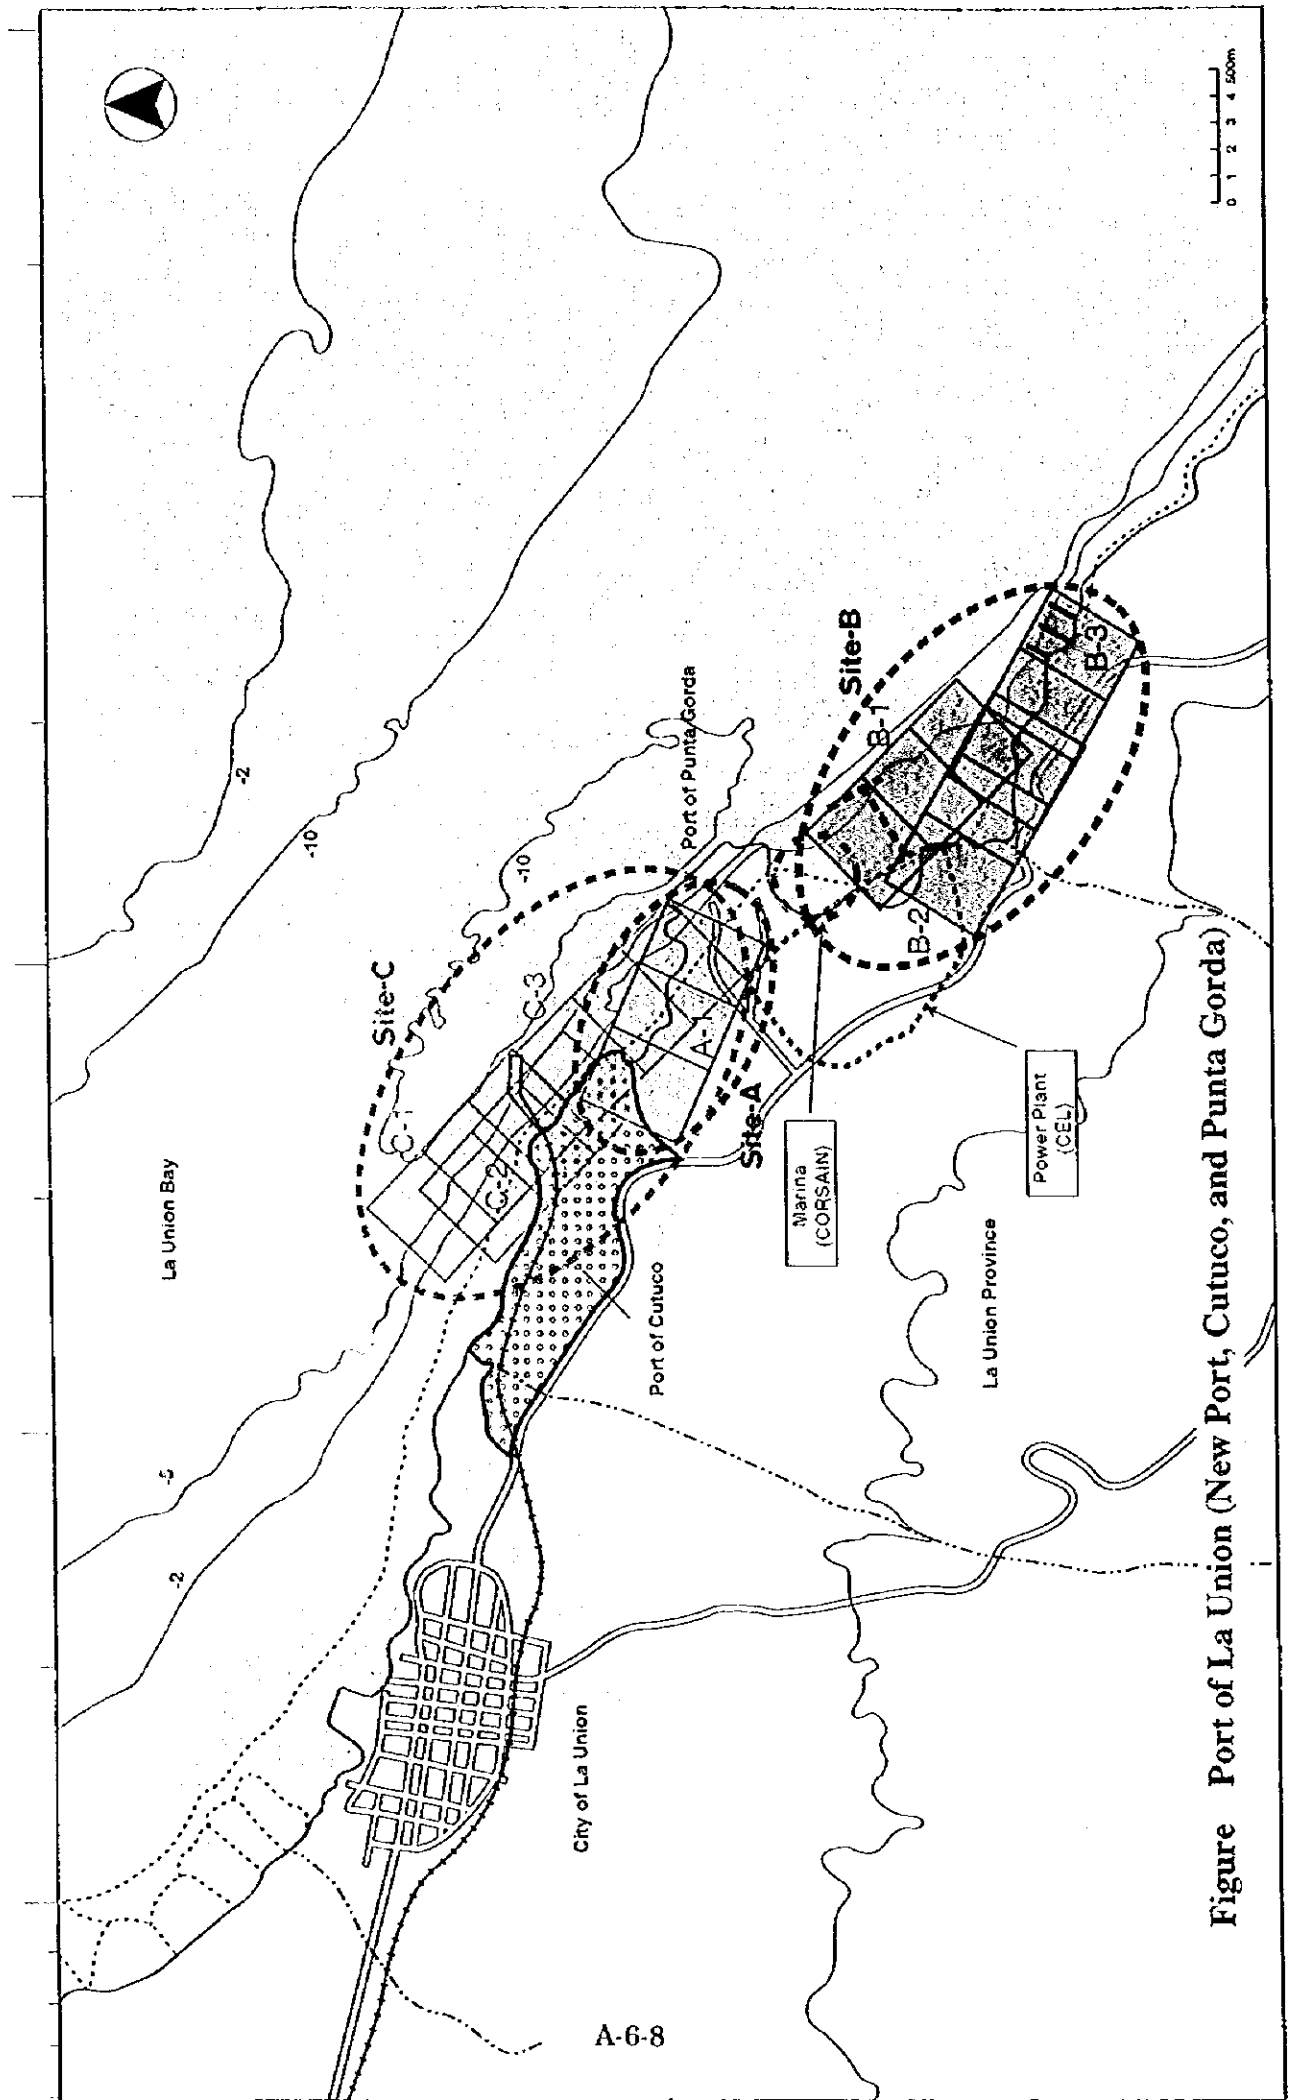 La Union Bay
-2
-5
-2
-10
-10
Site-C
C-1
C-2
C-3
Port of Punta Gorda
Site-B
B-1
B-2
B-3
A-1
Site-A
Port of Cutuco
City of La Union
Marina
(CORSAIN)
Power Plant
(CEL)
La Union Province
0 1 2 3 4 500m
Figure Port of La Union (New Port, Cutuco, and Punta Gorda)
A-6-8